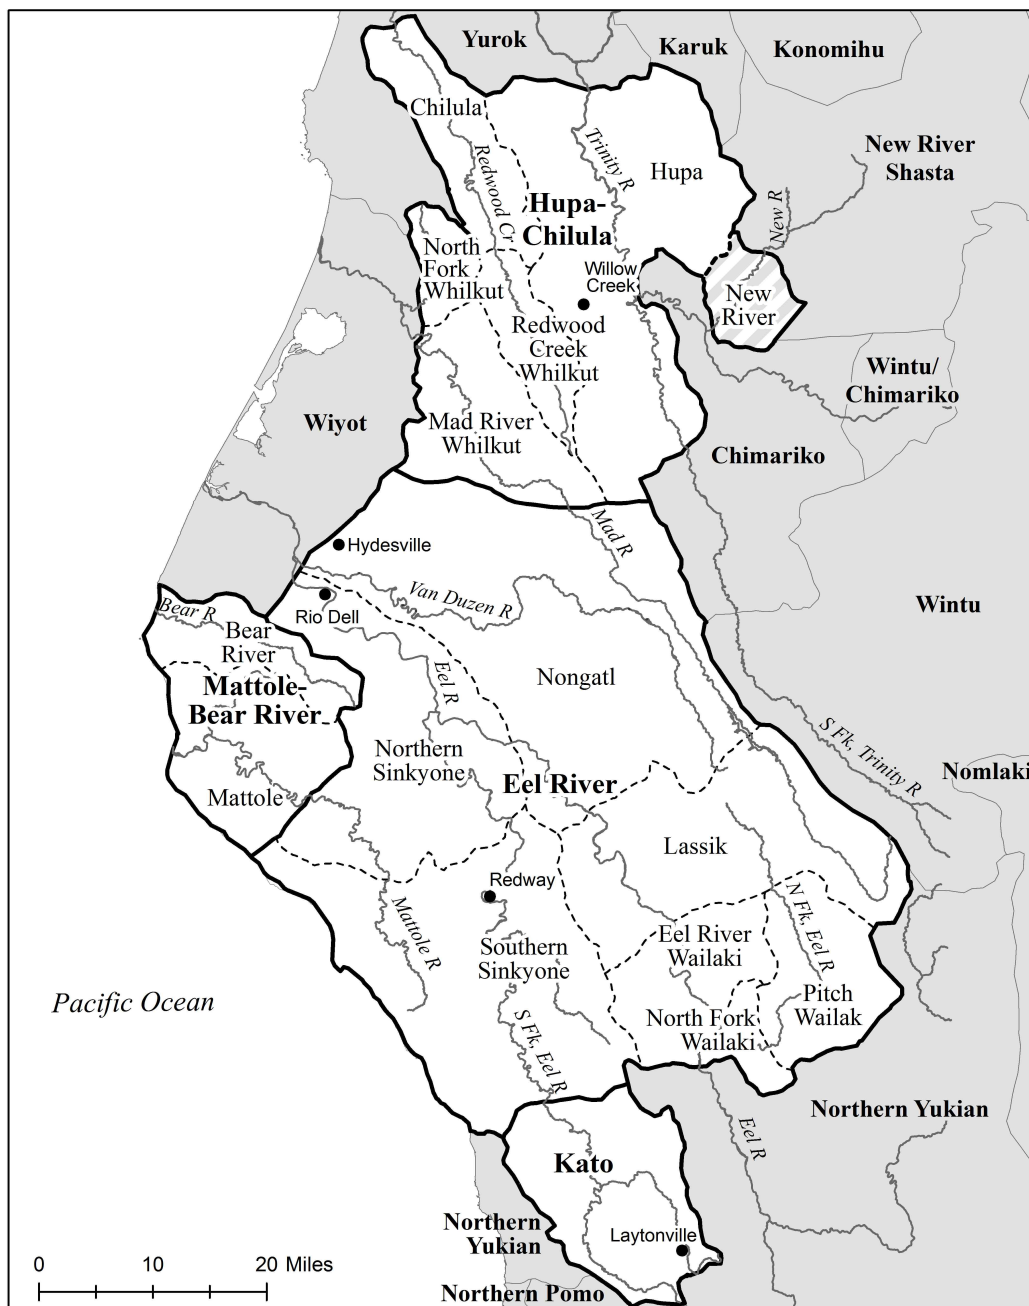 Yurok
Karuk
Konomihu
Chilula
Trinity R
Redwood Cr
Hupa
New River
Shasta
New R
Hupa-
Chilula
North
Fork
Whilkut
Willow
Creek
New
River
Redwood
Creek
Whilkut
Wintu/
Chimariko
Wiyot
Mad River
Whilkut
Chimariko
Mad R
Hydesville
Van Duzen R
Bear R
Rio Dell
Wintu
Bear
River
Eel R
Nongatl
Mattole-
Bear River
Northern
Sinkyone
S Fk, Trinity R
Nomlaki
Eel River
Mattole
Lassik
Redway
Mattole R
N Fk, Eel R
Eel River
Wailaki
Southern
Sinkyone
Pitch
Wailak
Pacific Ocean
North Fork
Wailaki
S Fk, Eel R
Northern Yukian
Eel R
Kato
Northern
Yukian
Laytonville
0 10 20 Miles
Northern Pomo